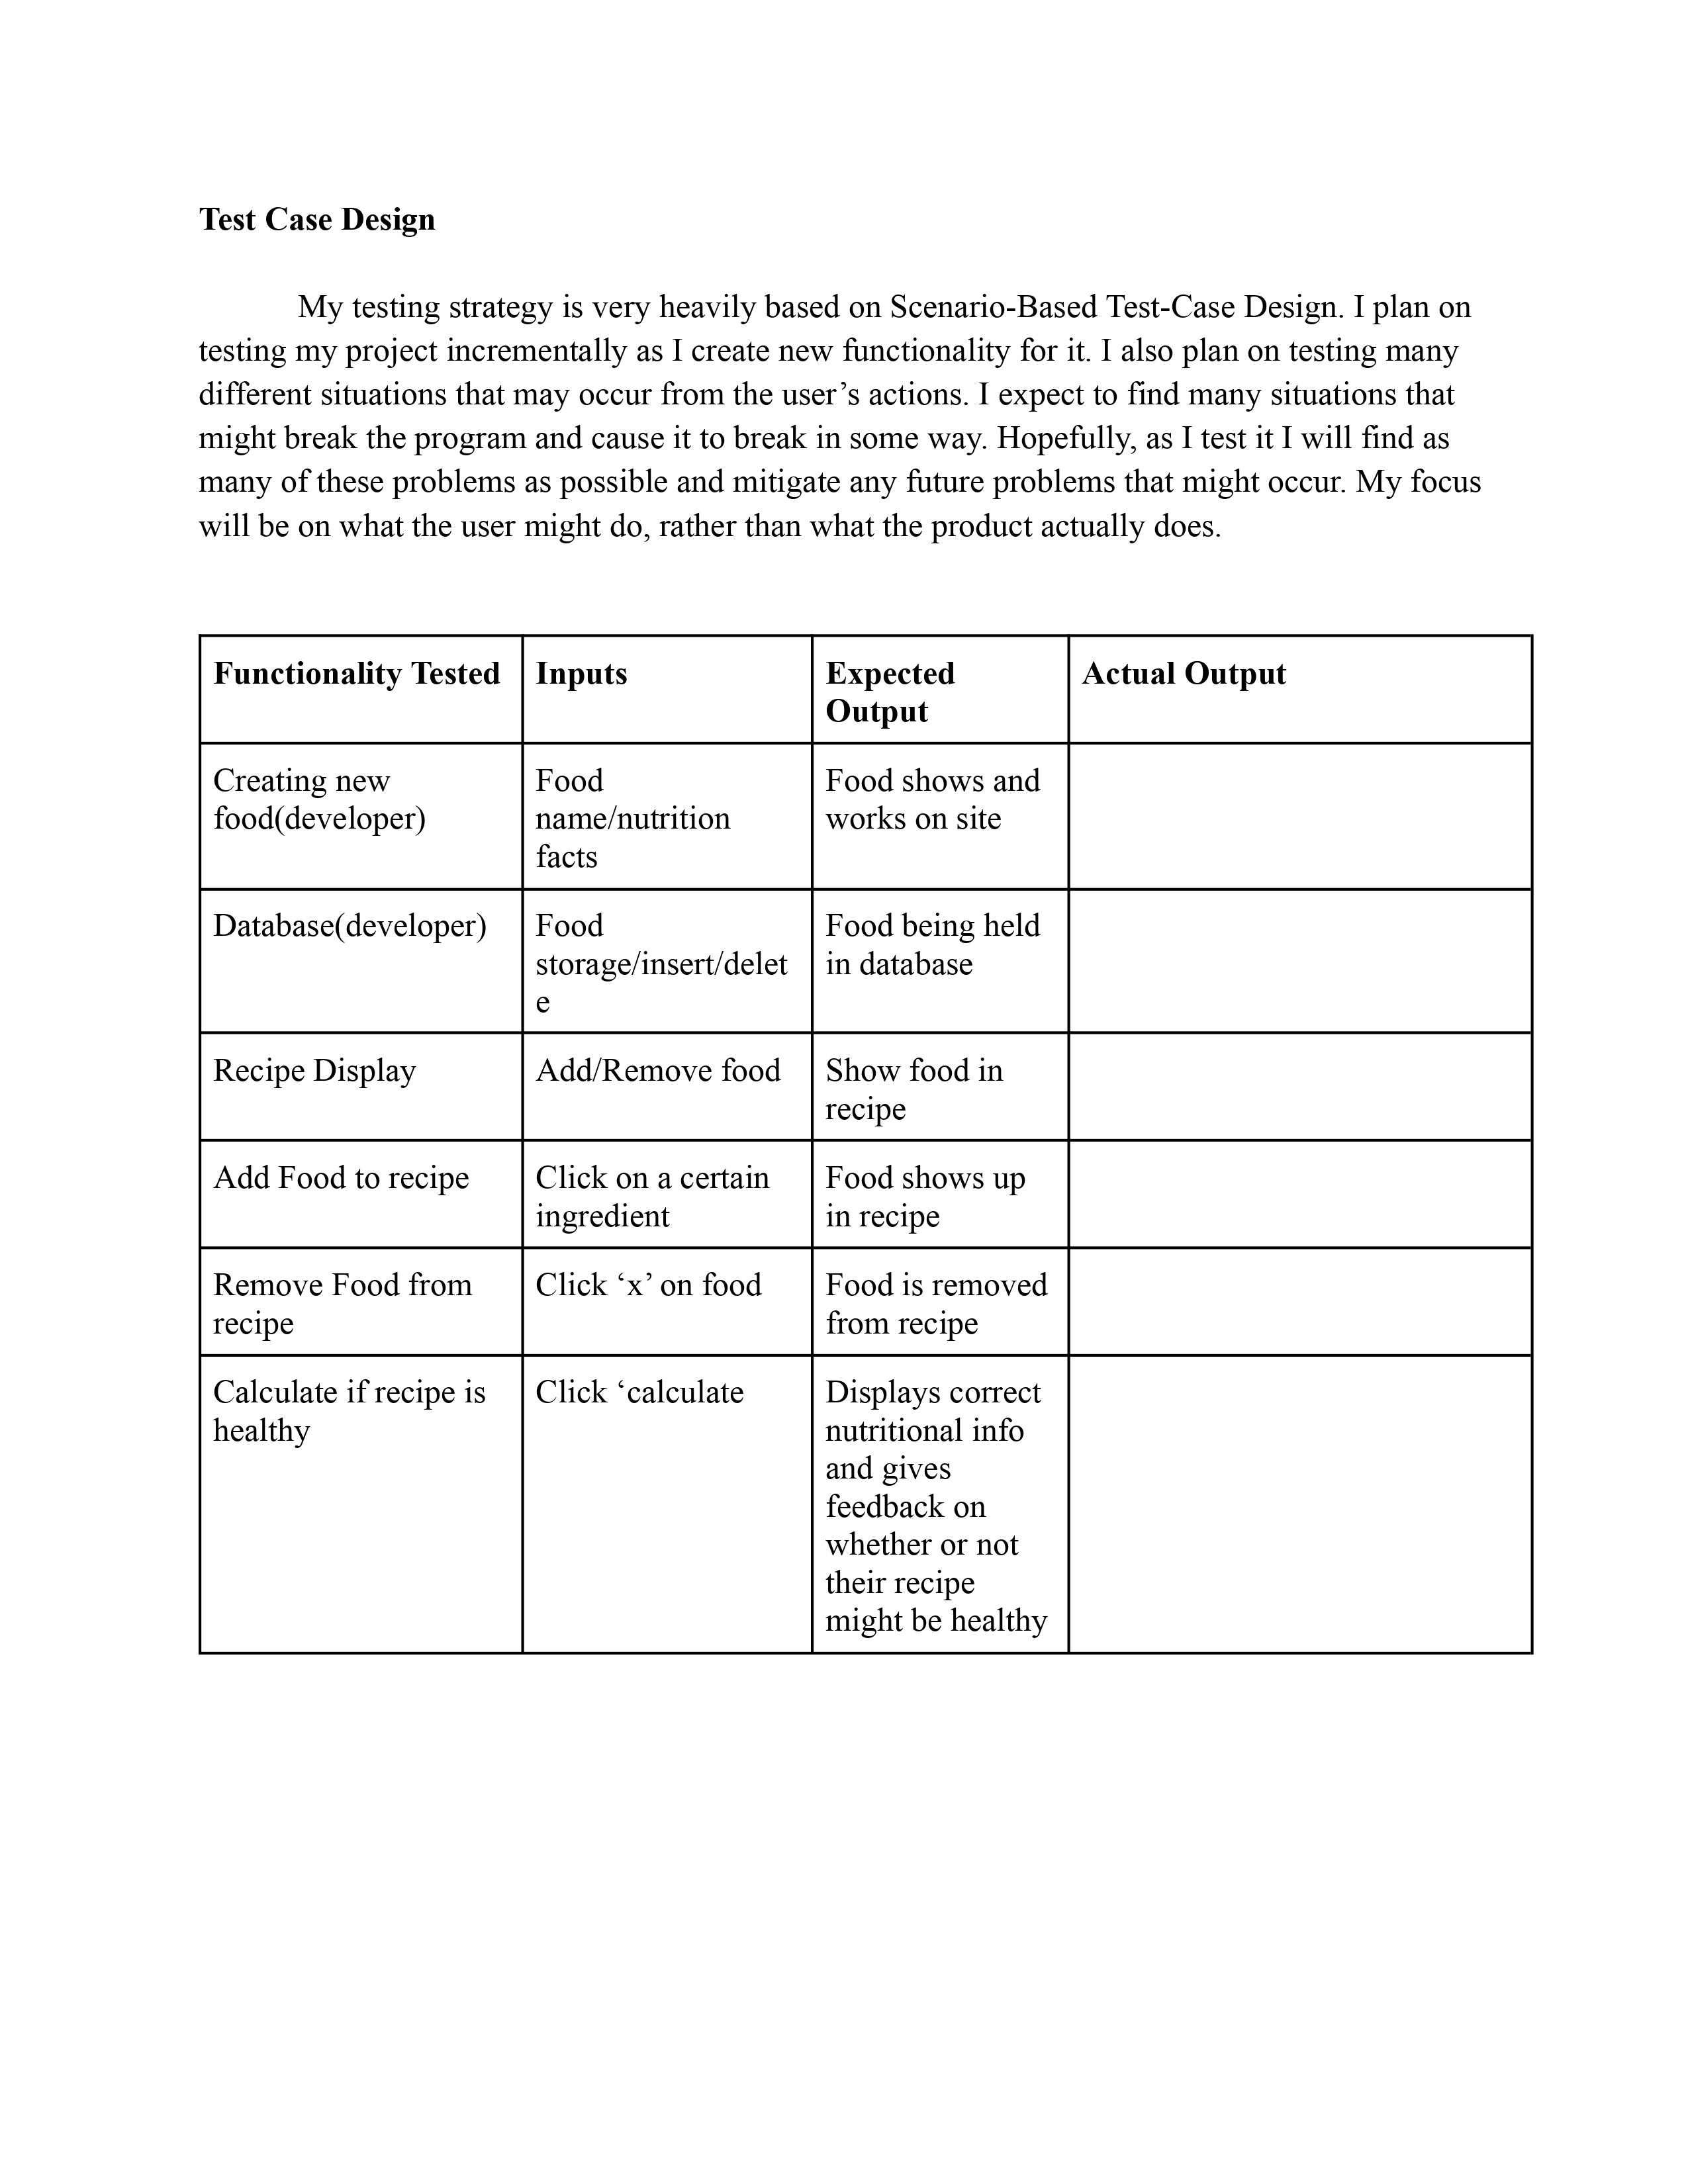 Test Case Design
My testing strategy is very heavily based on Scenario-Based Test-Case Design. I plan on
testing my project incrementally as I create new functionality for it. I also plan on testing many
different situations that may occur from the user’s actions. I expect to find many situations that
might break the program and cause it to break in some way. Hopefully, as I test it I will find as
many of these problems as possible and mitigate any future problems that might occur. My focus
will be on what the user might do, rather than what the product actually does.
Functionality Tested
Inputs
Expected
Output
Actual Output
Creating new
food(developer)
Food
name/nutrition
facts
Food shows and
works on site
Database(developer)
Food
storage/insert/delet
e
Food being held
in database
Recipe Display
Add/Remove food
Show food in
recipe
Add Food to recipe
Click on a certain
ingredient
Food shows up
in recipe
Remove Food from
recipe
Click ‘x’ on food
Food is removed
from recipe
Calculate if recipe is
healthy
Click ‘calculate
Displays correct
nutritional info
and gives
feedback on
whether or not
their recipe
might be healthy